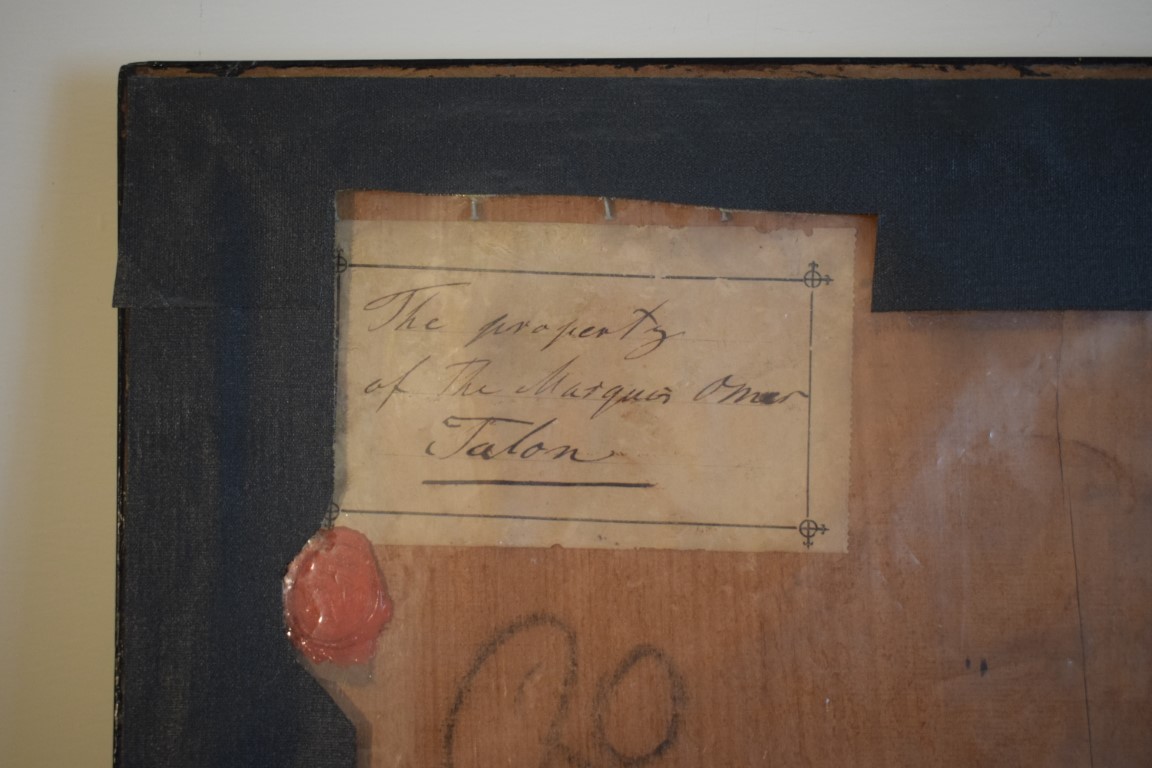 The property
of the Marquis Omer
Talon
20